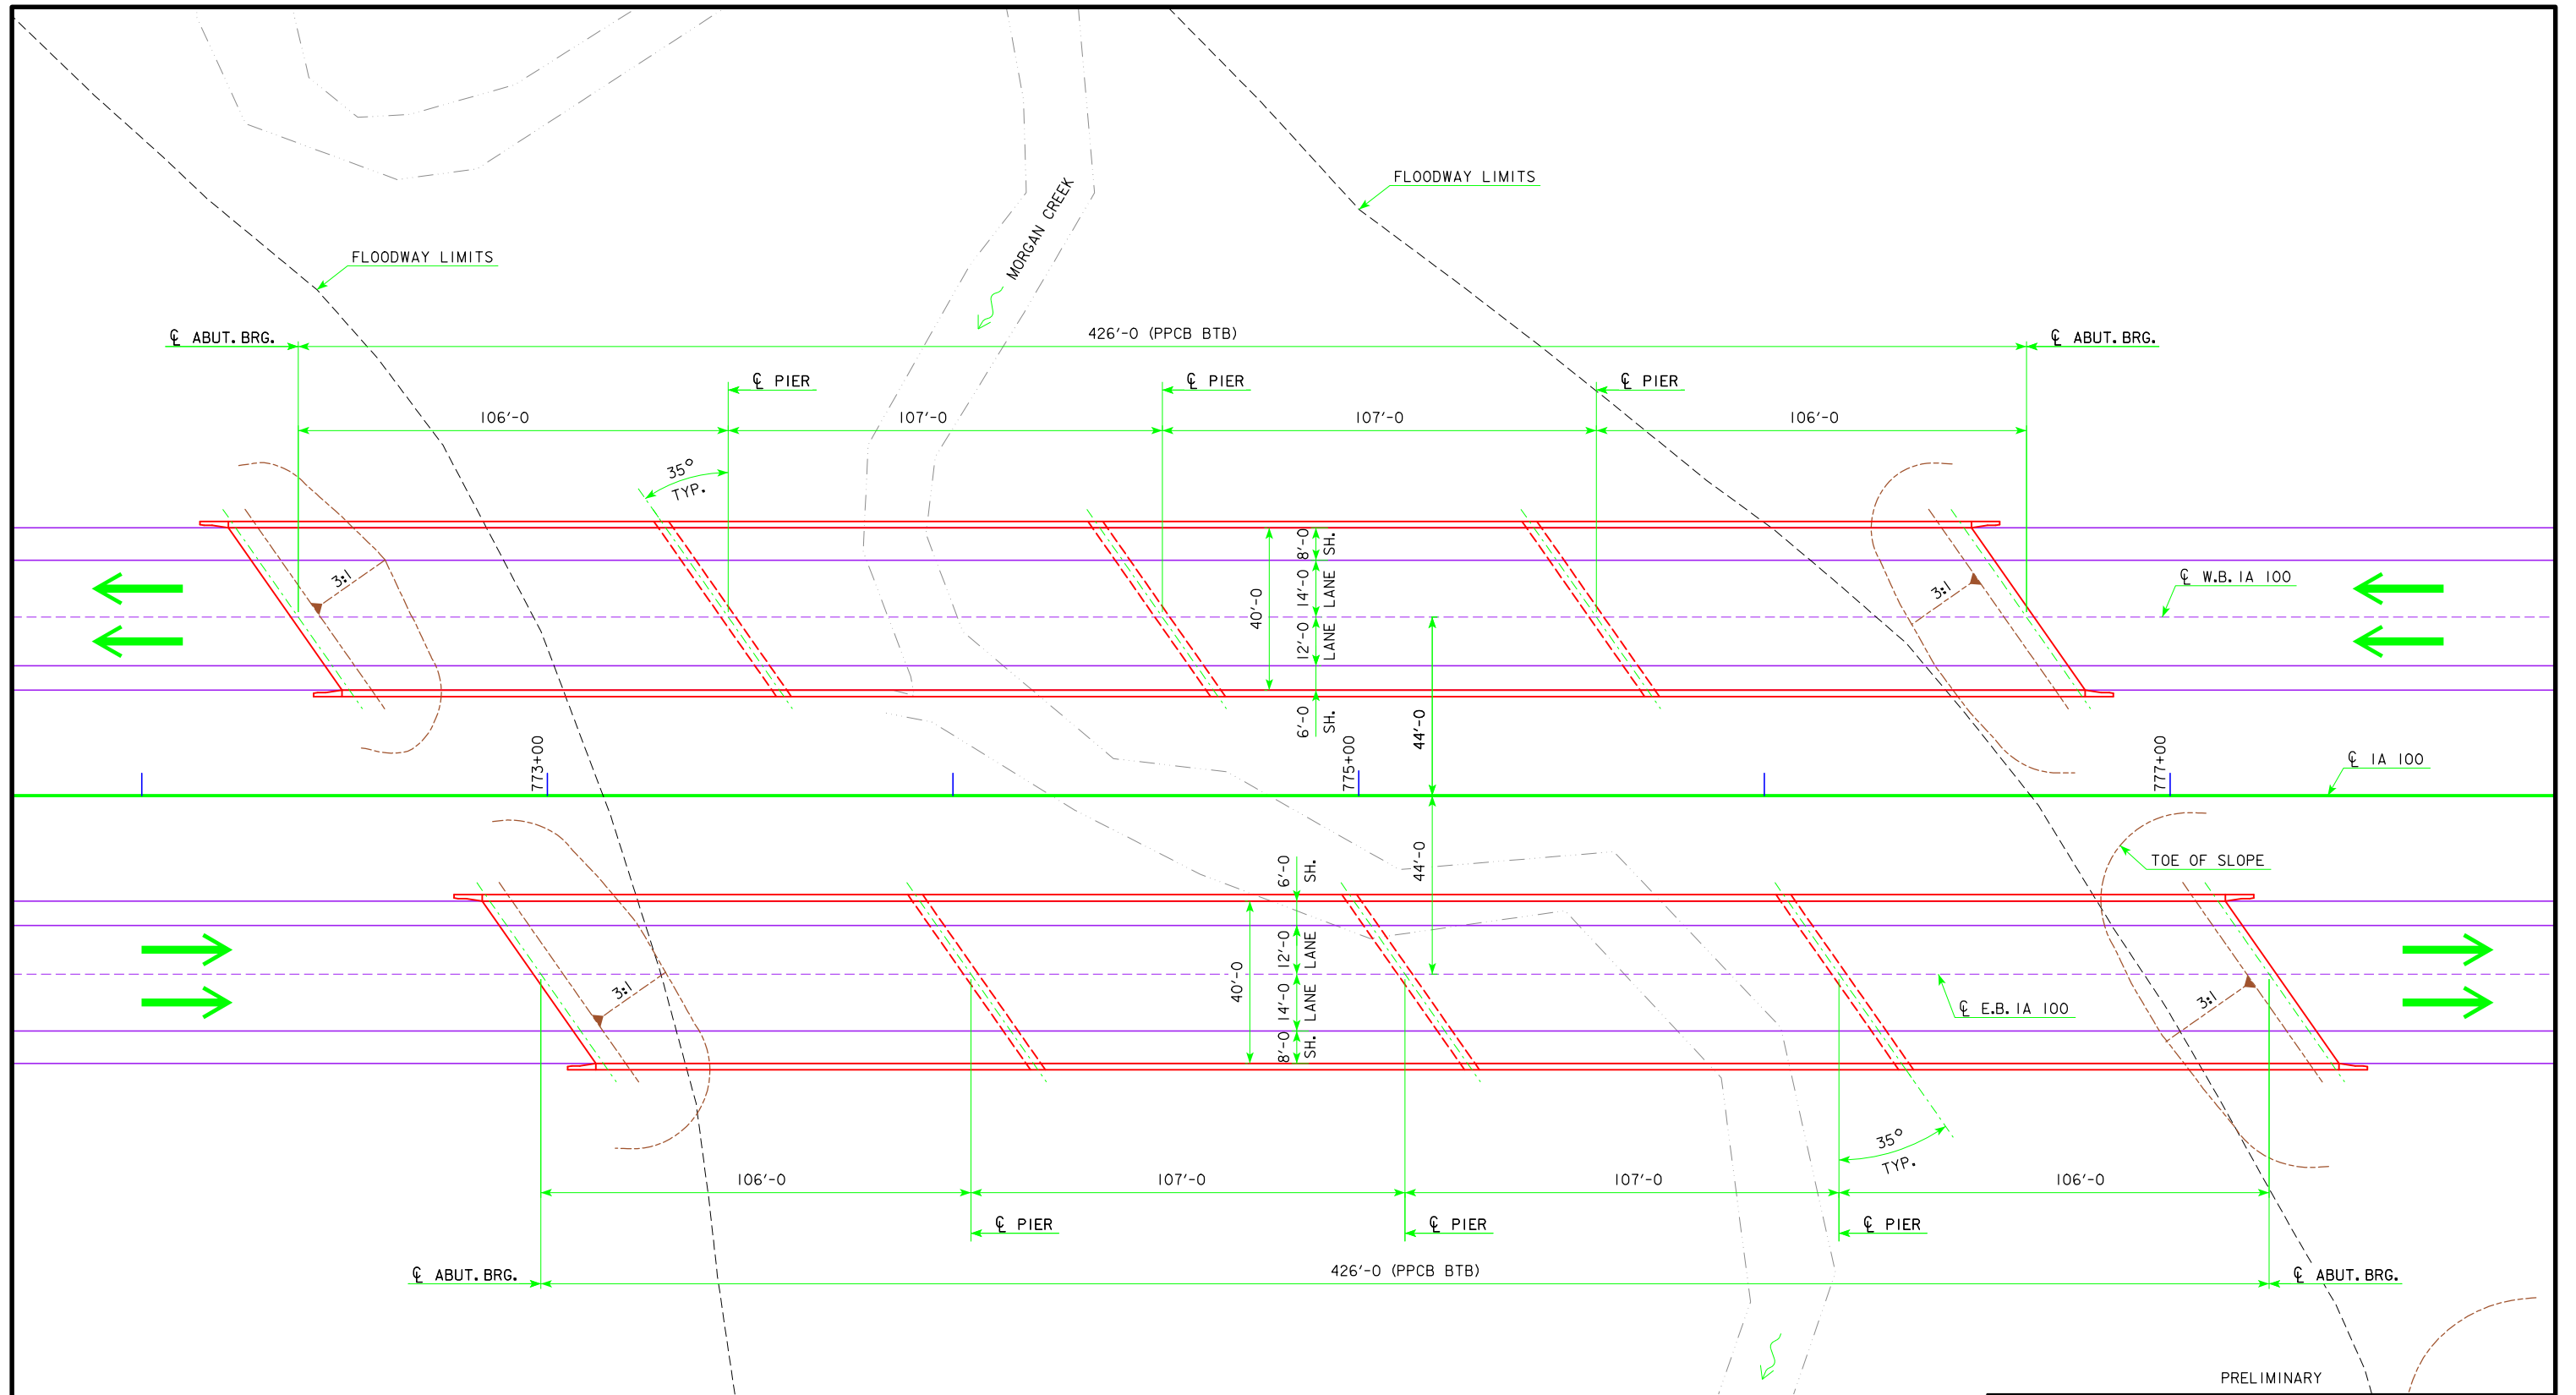 FLOODWAY LIMITS
MORGAN CREEK
FLOODWAY LIMITS
℄ ABUT. BRG.
426'-0 (PPCB BTB)
℄ ABUT. BRG.
℄ PIER
℄ PIER
℄ PIER
106'-0
107'-0
107'-0
106'-0
35°
TYP.
3:1
40'-0
8'-0
SH.
14'-0
LANE
12'-0
LANE
6'-0
SH.
3:1
℄ W.B. IA 100
44'-0
773+00
775+00
777+00
℄ IA 100
44'-0
TOE OF SLOPE
6'-0
SH.
12'-0
LANE
40'-0
14'-0
LANE
8'-0
SH.
3:1
℄ E.B. IA 100
3:1
35°
TYP.
106'-0
107'-0
107'-0
106'-0
℄ PIER
℄ PIER
℄ PIER
℄ ABUT. BRG.
426'-0 (PPCB BTB)
℄ ABUT. BRG.
PRELIMINARY